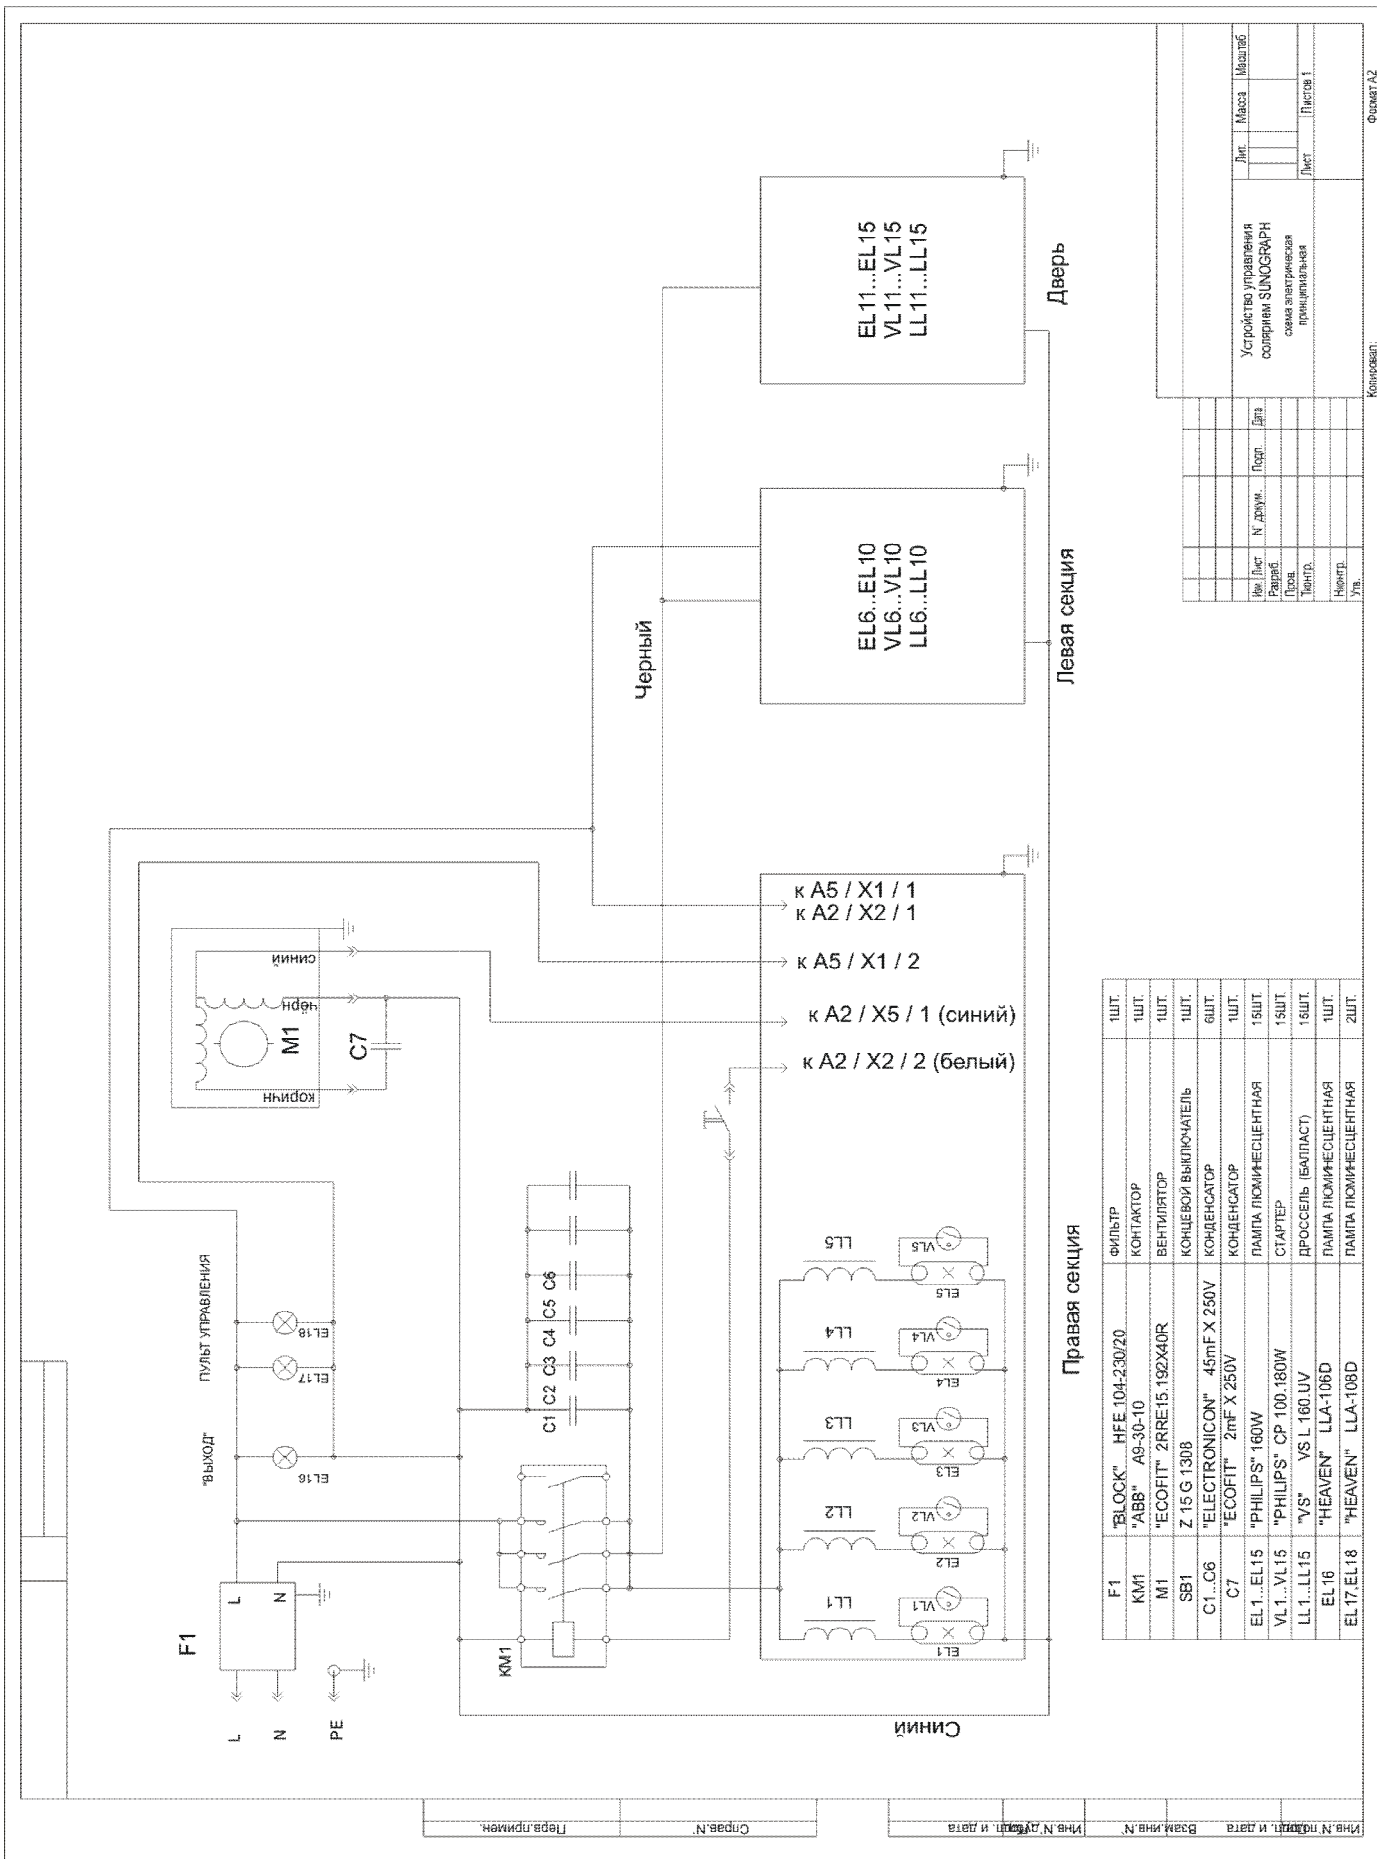 F1
L
N
L
N
PE
"ВЫХОД"
ПУЛЬТ УПРАВЛЕНИЯ
EL16
EL17
EL18
M1
коричн
чёрн
синий
C7
KM1
C1 C2 C3 C4 C5 C6
Черный
Синий
к A5 / X1 / 1
к A2 / X2 / 1
к A5 / X1 / 2
к A2 / X5 / 1 (синий)
к A2 / X2 / 2 (белый)
LL1
LL2
LL3
LL4
LL5
VL1
VL2
VL3
VL4
VL5
EL1
EL2
EL3
EL4
EL5
Правая секция
EL6...EL10
VL6...VL10
LL6...LL10
Левая секция
EL11...EL15
VL11...VL15
LL11...LL15
Дверь
F1 "BLOCK" HFE 104-230/20 ФИЛЬТР 1ШТ.
KM1 "ABB" A9-30-10 КОНТАКТОР 1ШТ.
M1 "ECOFIT" 2RRE15.192X40R ВЕНТИЛЯТОР 1ШТ.
SB1 Z 15 G 1308 КОНЦЕВОЙ ВЫКЛЮЧАТЕЛЬ 1ШТ.
C1...C6 "ELECTRONICON" 45mF X 250V КОНДЕНСАТОР 6ШТ.
C7 "ECOFIT" 2mF X 250V КОНДЕНСАТОР 1ШТ.
EL1...EL15 "PHILIPS" 160W ЛАМПА ЛЮМИНЕСЦЕНТНАЯ 15ШТ.
VL1...VL15 "PHILIPS" CP 100.180W СТАРТЕР 15ШТ.
LL1...LL15 "VS" VS L 160.UV ДРОССЕЛЬ (БАЛЛАСТ) 15ШТ.
EL16 "HEAVEN" LLA-106D ЛАМПА ЛЮМИНЕСЦЕНТНАЯ 1ШТ.
EL17, EL18 "HEAVEN" LLA-108D ЛАМПА ЛЮМИНЕСЦЕНТНАЯ 2ШТ.
Изм. Лист N° докум. Подп. Дата
Разраб.
Пров.
Т.контр.
Н.контр.
Утв.
Устройство управления
солярием SUNOGRAPH
схема электрическая
принципиальная
Лит. Масса Масштаб
Лист Листов 1
Копировал:
Формат А2
Перв.примен.
Справ.N°
Инв.N° дубл.
Взам.инв.N°
Инв.N° подл.